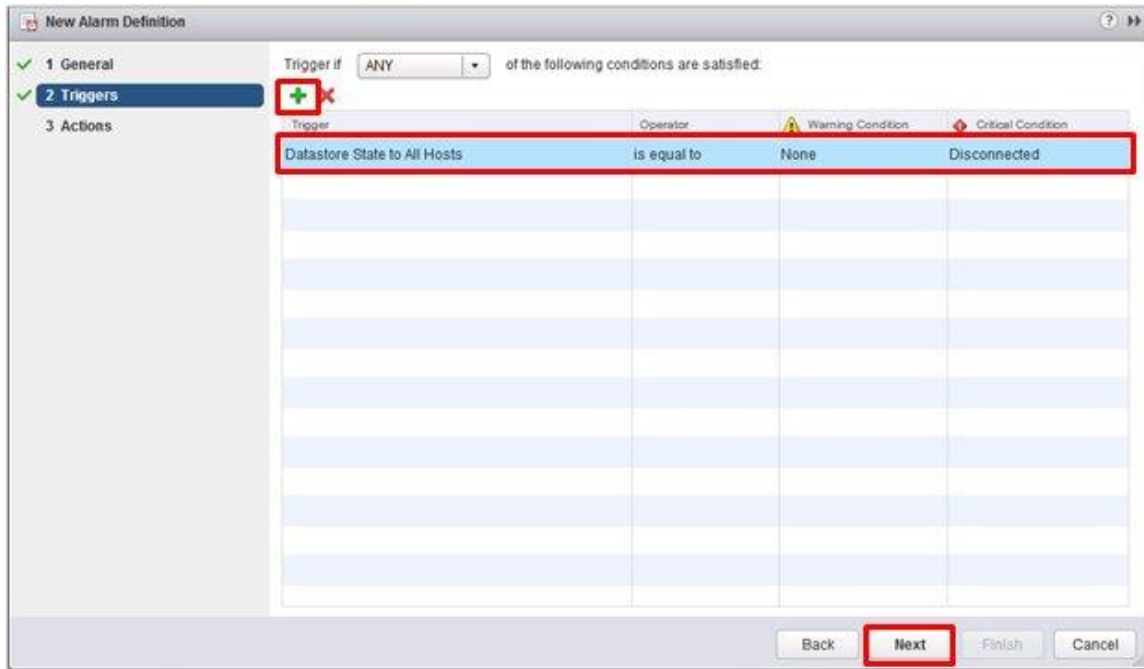 New Alarm Definition
?
1 General
2 Triggers
3 Actions
Trigger if ANY of the following conditions are satisfied:
Trigger Operator Warning Condition Critical Condition
Datastore State to All Hosts is equal to None Disconnected
Back Next Finish Cancel